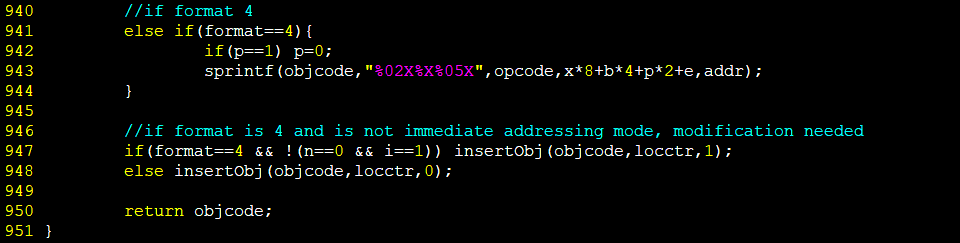 940         //if format 4
941         else if(format==4){
942                 if(p==1) p=0;
943                 sprintf(objcode,"%02X%X%05X",opcode,x*8+b*4+p*2+e,addr);
944         }
945
946         //if format is 4 and is not immediate addressing mode, modification needed
947         if(format==4 && !(n==0 && i==1)) insertObj(objcode,locctr,1);
948         else insertObj(objcode,locctr,0);
949
950         return objcode;
951 }